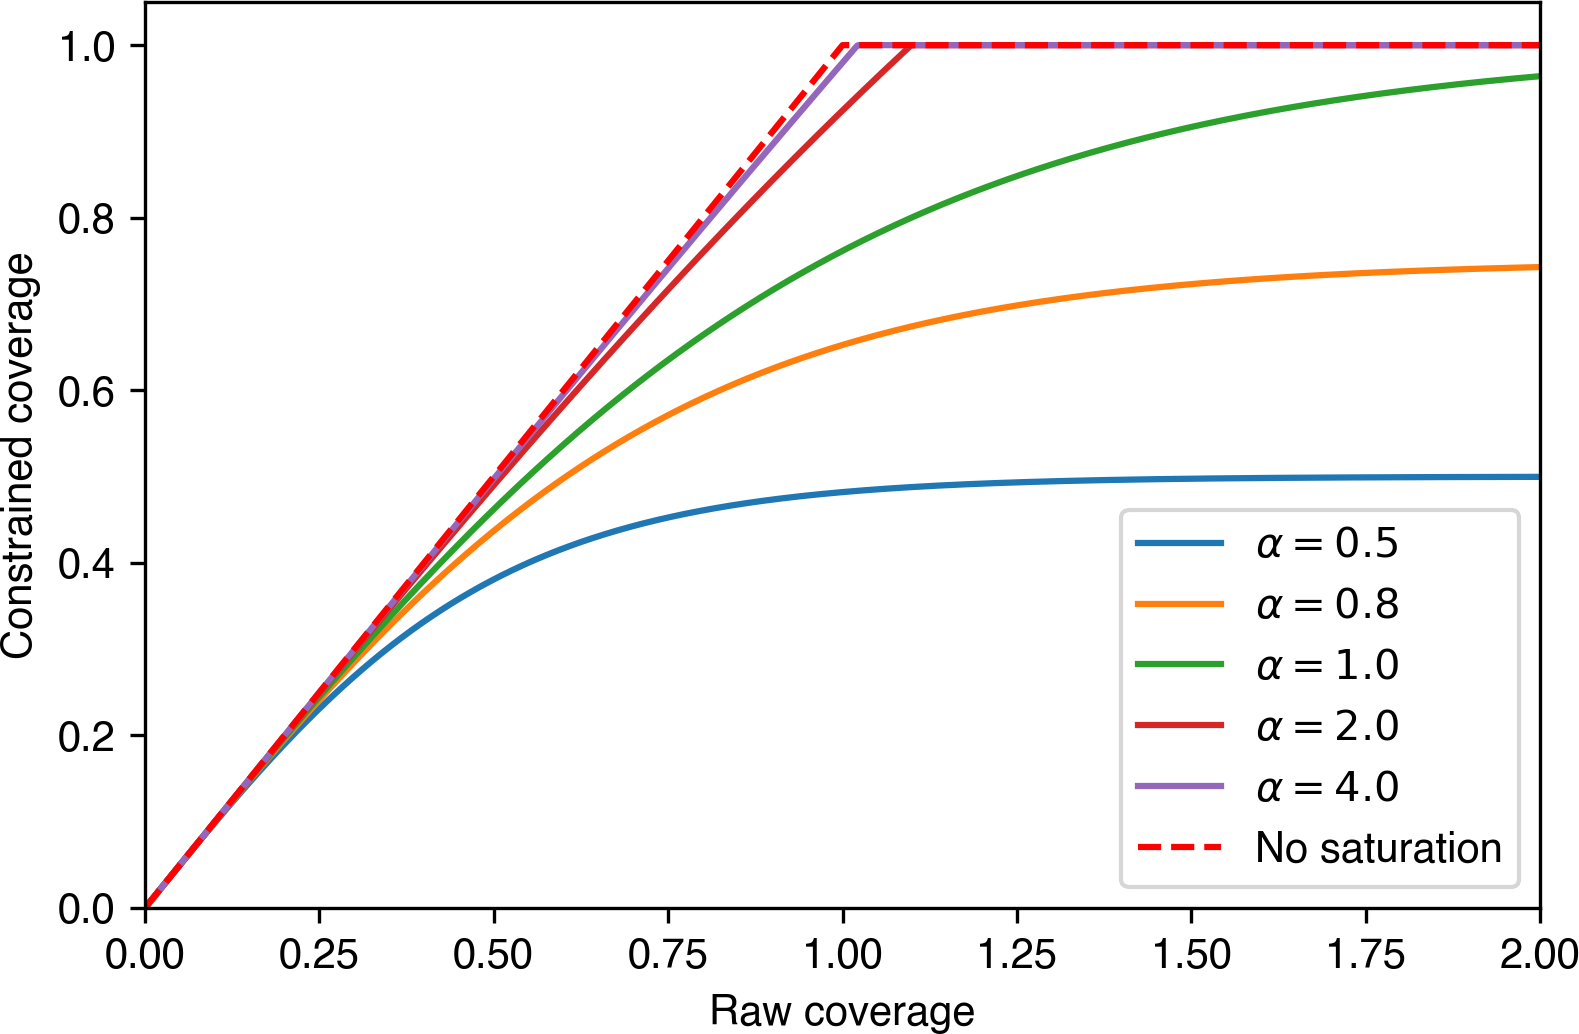 1.0
0.8
0.6
0.4
0.2
0.0
Constrained coverage
α = 0.5
α = 0.8
α = 1.0
α = 2.0
α = 4.0
No saturation
0.00 0.25 0.50 0.75 1.00 1.25 1.50 1.75 2.00
Raw coverage